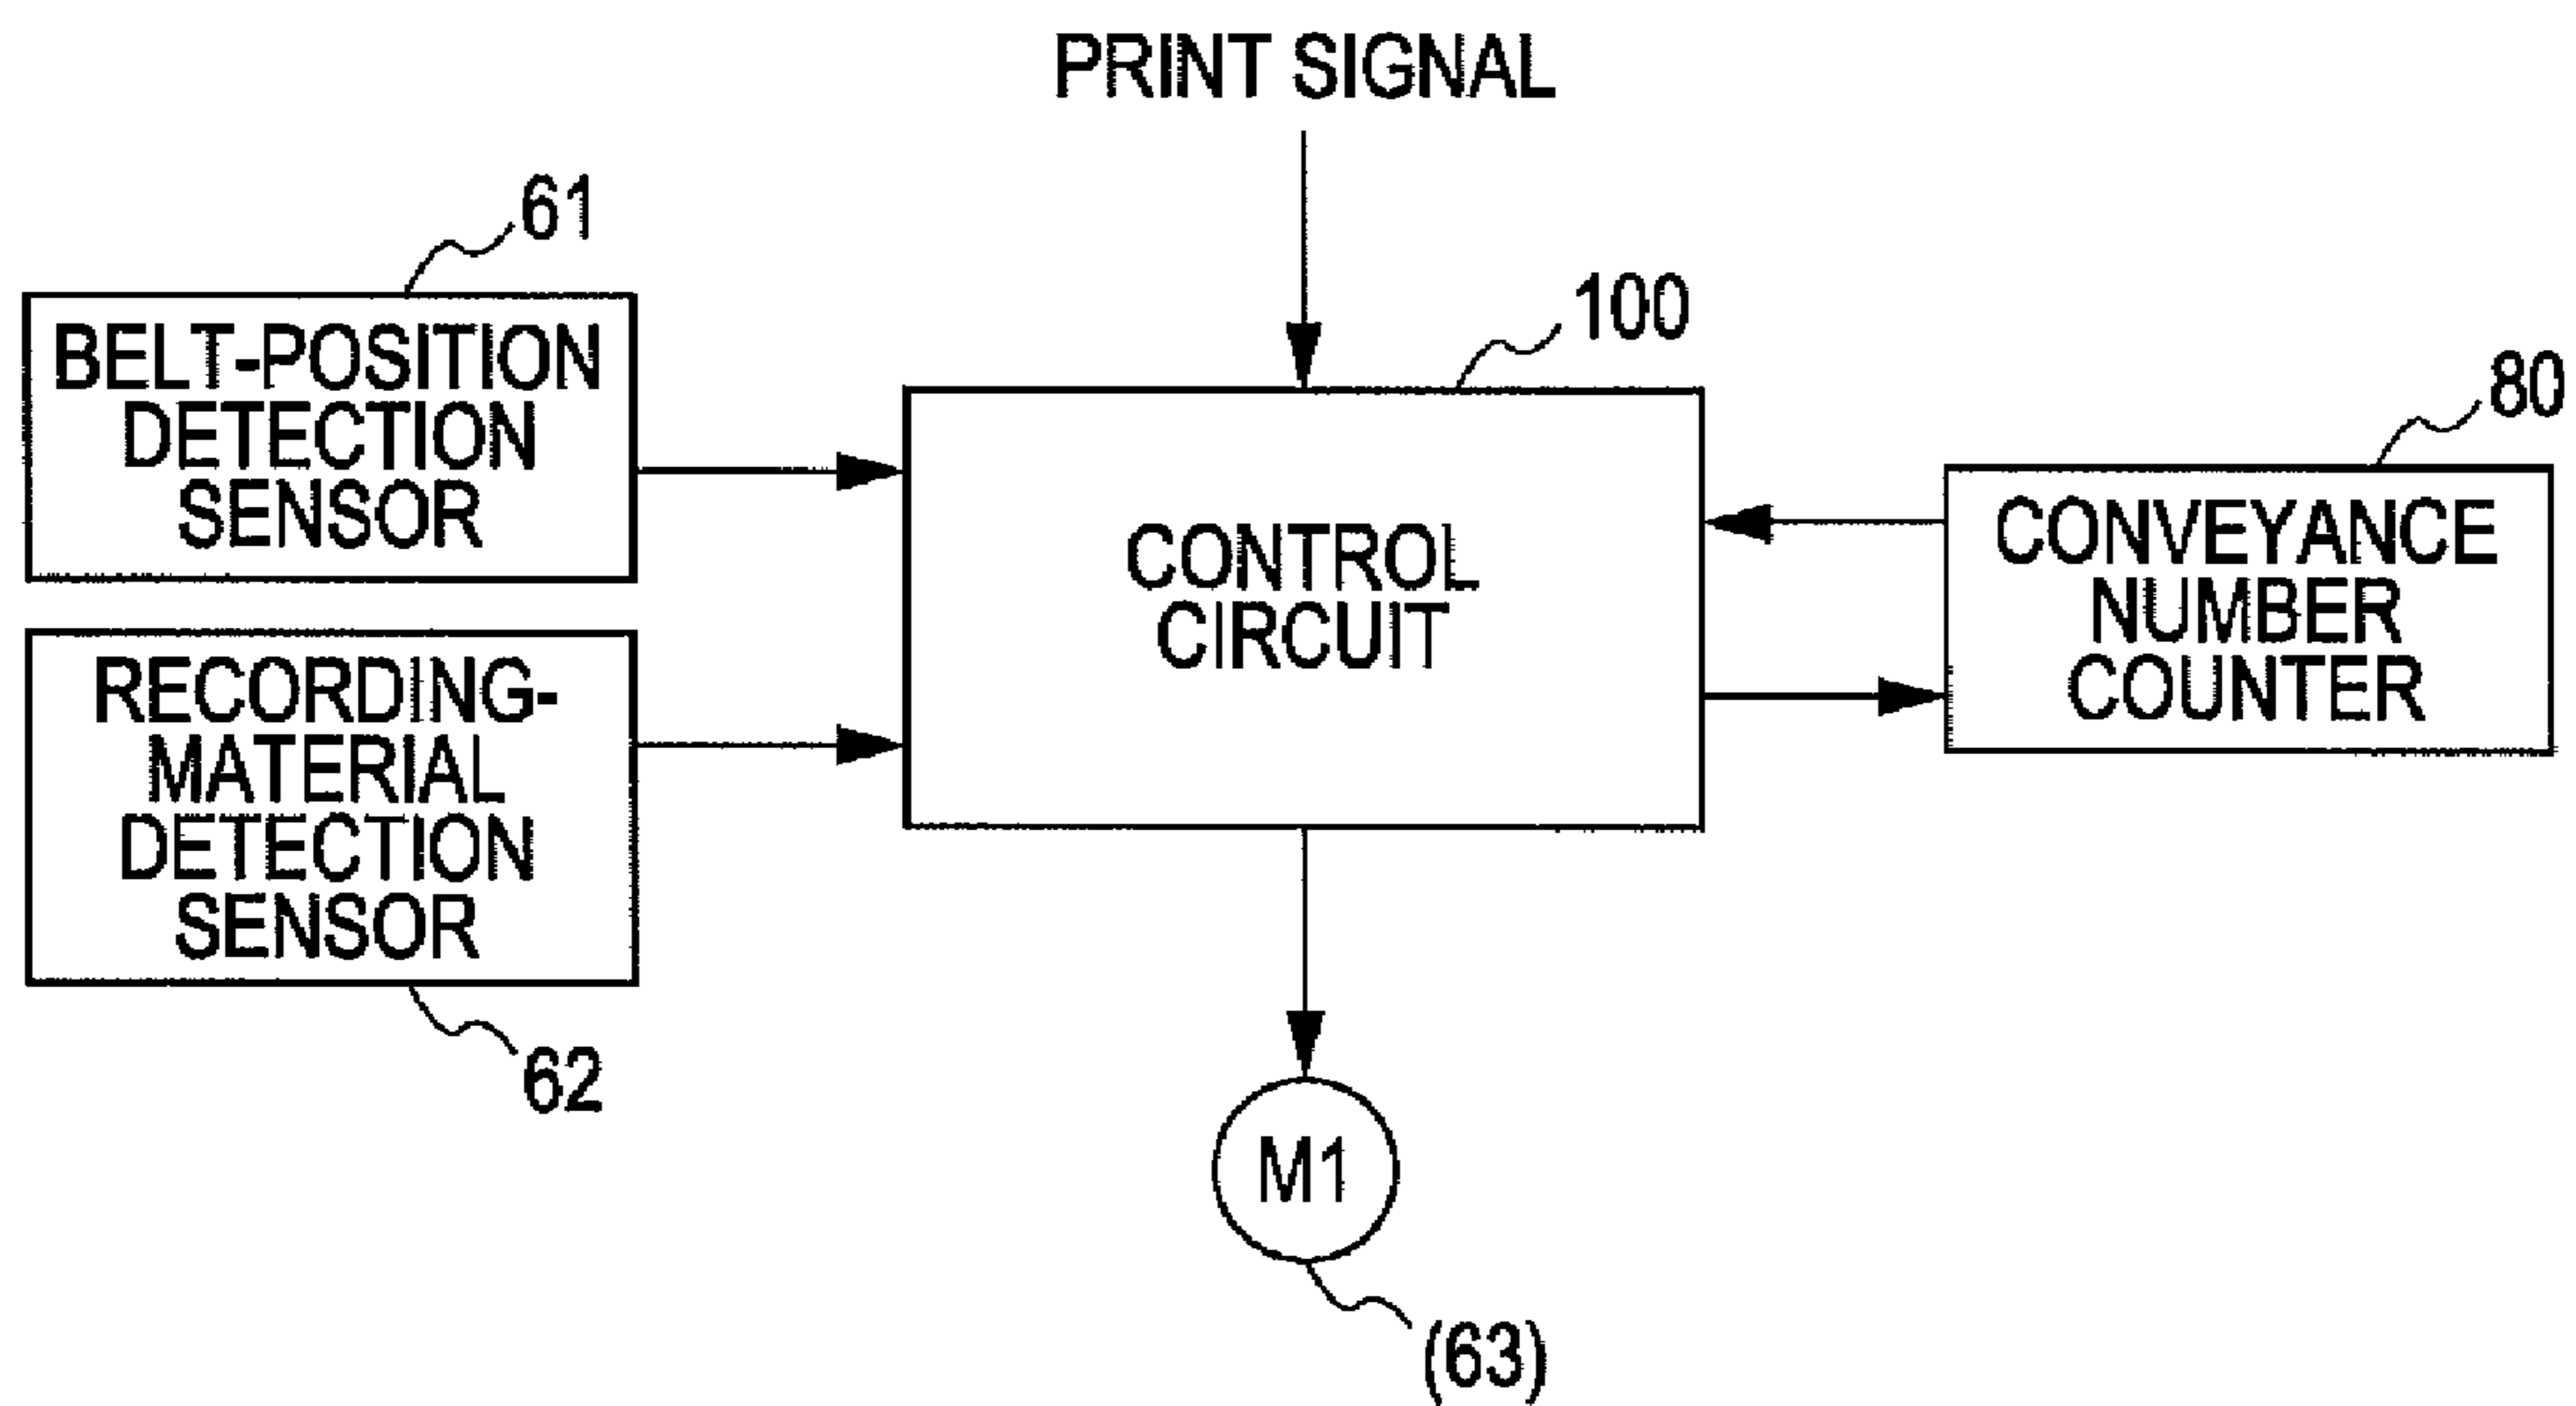 PRINT SIGNAL
61
BELT-POSITION
DETECTION
SENSOR
100
CONTROL
CIRCUIT
80
CONVEYANCE
NUMBER
COUNTER
RECORDING-
MATERIAL
DETECTION
SENSOR
62
M1
(63)